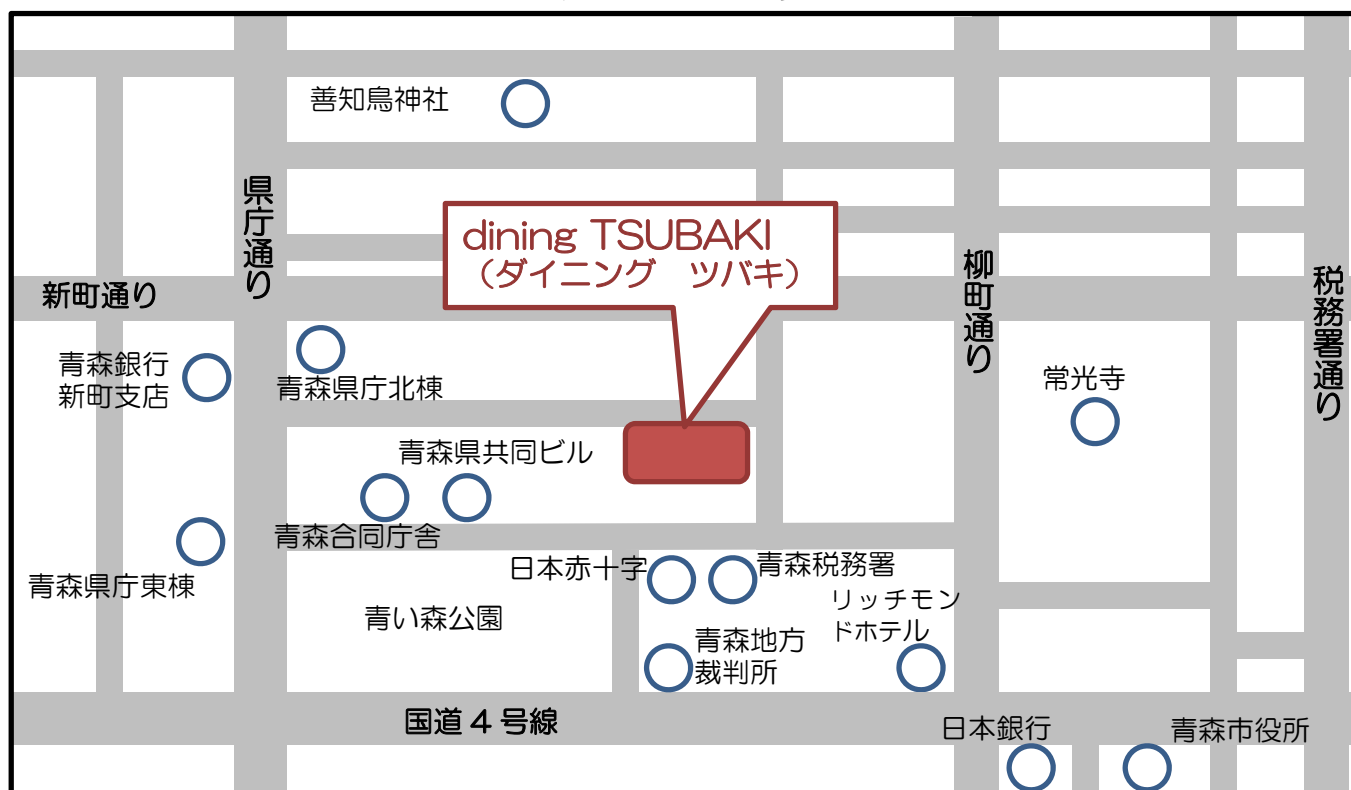 善知鳥神社
県庁通り
dining TSUBAKI
（ダイニング　ツバキ）
新町通り
柳町通り
税務署通り
青森銀行
新町支店
青森県庁北棟
常光寺
青森県共同ビル
青森合同庁舎
青森県庁東棟
日本赤十字
青森税務署
青い森公園
リッチモン
ドホテル
青森地方
裁判所
国道４号線
日本銀行
青森市役所